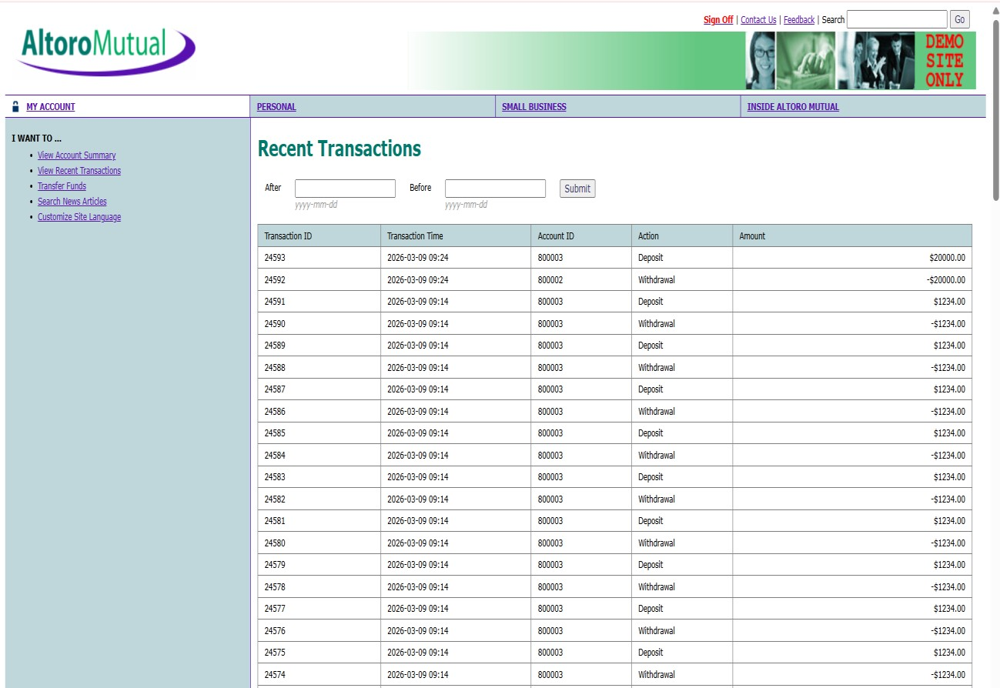 Sign Off | Contact Us | Feedback | Search Go
AltoroMutual
DEMO
SITE
ONLY
MY ACCOUNT PERSONAL SMALL BUSINESS INSIDE ALTORO MUTUAL
I WANT TO ...
• View Account Summary
• View Recent Transactions
• Transfer Funds
• Search News Articles
• Customize Site Language
Recent Transactions
After Before Submit
yyyy-mm-dd yyyy-mm-dd
Transaction ID Transaction Time Account ID Action Amount
24593 2026-03-09 09:24 800003 Deposit $20000.00
24592 2026-03-09 09:24 800002 Withdrawal -$20000.00
24591 2026-03-09 09:14 800003 Deposit $1234.00
24590 2026-03-09 09:14 800003 Withdrawal -$1234.00
24589 2026-03-09 09:14 800003 Deposit $1234.00
24588 2026-03-09 09:14 800003 Withdrawal -$1234.00
24587 2026-03-09 09:14 800003 Deposit $1234.00
24586 2026-03-09 09:14 800003 Withdrawal -$1234.00
24585 2026-03-09 09:14 800003 Deposit $1234.00
24584 2026-03-09 09:14 800003 Withdrawal -$1234.00
24583 2026-03-09 09:14 800003 Deposit $1234.00
24582 2026-03-09 09:14 800003 Withdrawal -$1234.00
24581 2026-03-09 09:14 800003 Deposit $1234.00
24580 2026-03-09 09:14 800003 Withdrawal -$1234.00
24579 2026-03-09 09:14 800003 Deposit $1234.00
24578 2026-03-09 09:14 800003 Withdrawal -$1234.00
24577 2026-03-09 09:14 800003 Deposit $1234.00
24576 2026-03-09 09:14 800003 Withdrawal -$1234.00
24575 2026-03-09 09:14 800003 Deposit $1234.00
24574 2026-03-09 09:14 800003 Withdrawal -$1234.00